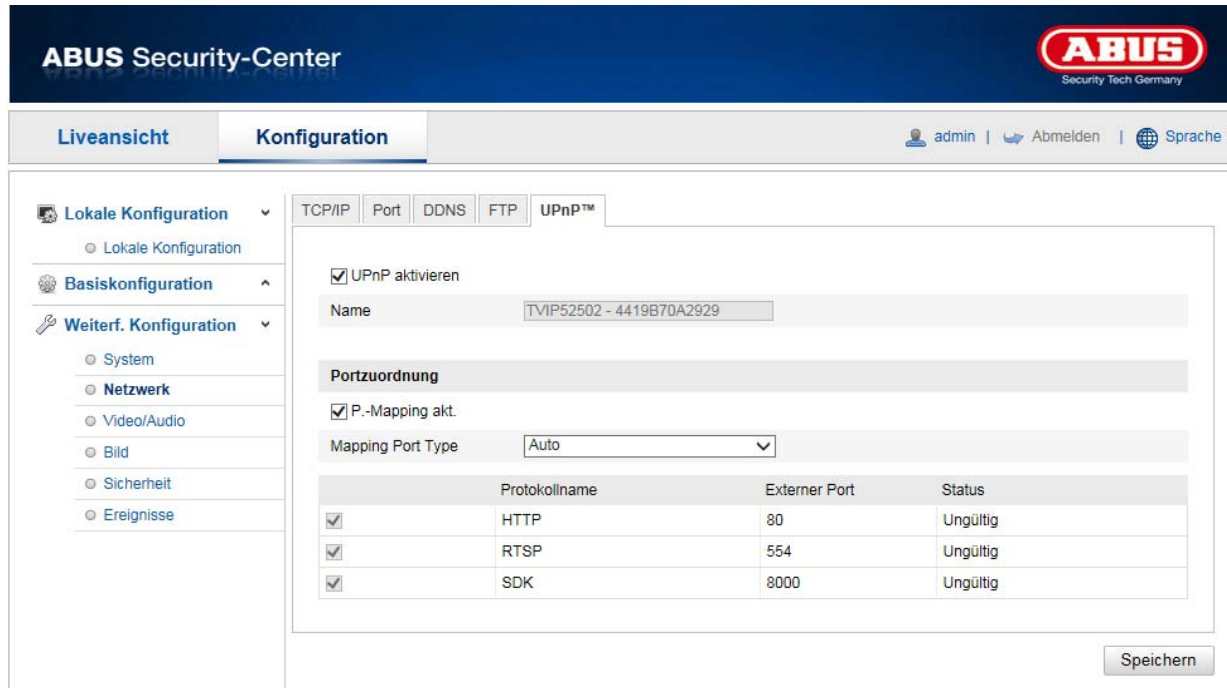 ABUS Security-Center
ABUS
Security Tech Germany
Liveansicht
Konfiguration
admin | Abmelden | Sprache
Lokale Konfiguration
Lokale Konfiguration
Basiskonfiguration
Weiterf. Konfiguration
System
Netzwerk
Video/Audio
Bild
Sicherheit
Ereignisse
TCP/IP Port DDNS FTP UPnP™
UPnP aktivieren
Name TVIP52502 - 4419B70A2929
Portzuordnung
P.-Mapping akt.
Mapping Port Type Auto
Protokollname Externer Port Status
HTTP 80 Ungültig
RTSP 554 Ungültig
SDK 8000 Ungültig
Speichern